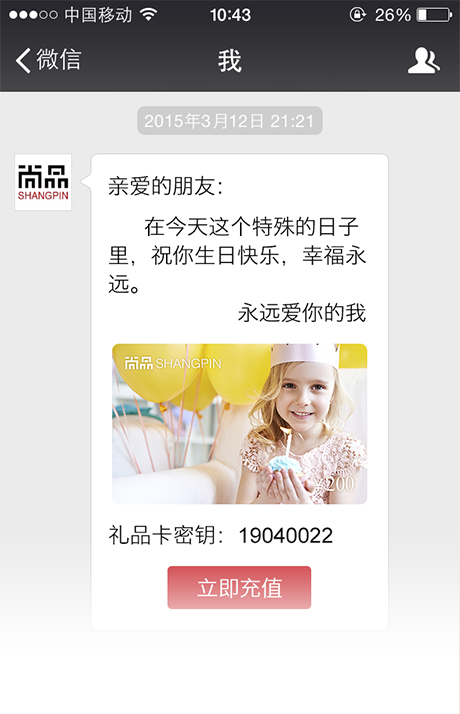 中国移动 10:43 26%
微信 我
2015年3月12日 21:21
尚品
SHANGPIN
亲爱的朋友：
在今天这个特殊的日子
里，祝你生日快乐，幸福永
远。
永远爱你的我
尚品 SHANGPIN
200
礼品卡密钥：19040022
立即充值